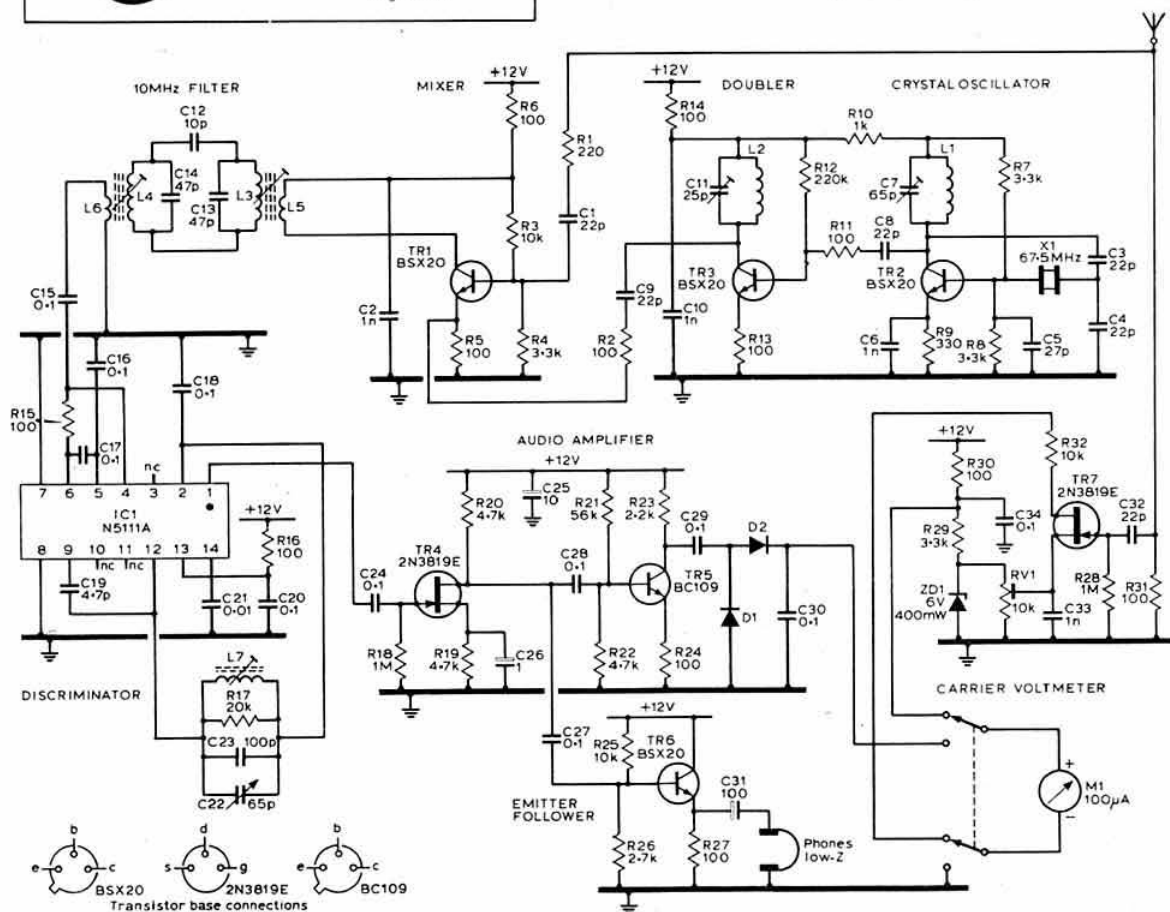 10MHz FILTER
MIXER
DOUBLER
CRYSTAL OSCILLATOR
+12V
+12V
C12
10p
R6
100
R14
100
R10
1k
R1
220
L2
L1
C14
47p
C13
47p
L6
L4
L3
L5
C11
25p
R12
220k
C7
65p
R7
3·3k
R3
10k
C1
22p
C8
22p
R11
100
TR1
BSX20
TR3
BSX20
TR2
BSX20
X1
67·5MHz
C3
22p
C15
0·1
C2
1n
C9
22p
C10
1n
R5
100
R4
3·3k
R2
100
R13
100
C6
1n
R9
330
R8
3·3k
C5
27p
C4
22p
C16
0·1
C18
0·1
R15
100
C17
0·1
nc
7 6 5 4 3 2 1
IC1
N5111A
8 9 10 11 12 13 14
nc nc
+12V
R16
100
C19
4·7p
C21
0·01
C20
0·1
AUDIO AMPLIFIER
+12V
R20
4·7k
C25
10
R21
56k
R23
2·2k
C29
0·1
D2
TR4
2N3819E
C28
0·1
TR5
BC109
C24
0·1
D1
C30
0·1
R18
1M
R19
4·7k
C26
1
R22
4·7k
R24
100
+12V
R30
100
R32
10k
TR7
2N3819E
C32
22p
R29
3·3k
C34
0·1
ZD1
6V
400mW
RV1
10k
C33
1n
R28
1M
R31
100
CARRIER VOLTMETER
DISCRIMINATOR
L7
R17
20k
C23
100p
C22
65p
+12V
C27
0·1
R25
10k
TR6
BSX20
C31
100
EMITTER
FOLLOWER
R26
2·7k
R27
100
Phones
low-Z
+
M1
100µA
−
b
e
c
BSX20
d
s
g
2N3819E
b
e
c
BC109
Transistor base connections